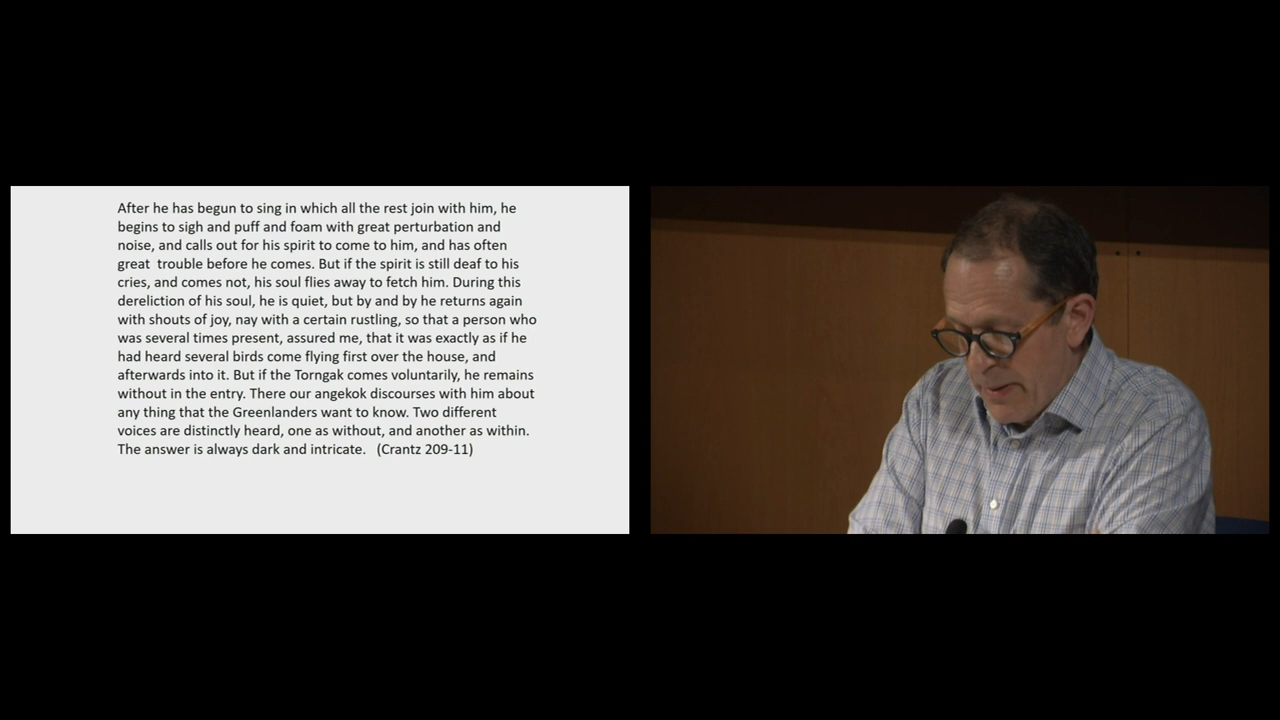 After he has begun to sing in which all the rest join with him, he
begins to sigh and puff and foam with great perturbation and
noise, and calls out for his spirit to come to him, and has often
great  trouble before he comes. But if the spirit is still deaf to his
cries, and comes not, his soul flies away to fetch him. During this
dereliction of his soul, he is quiet, but by and by he returns again
with shouts of joy, nay with a certain rustling, so that a person who
was several times present, assured me, that it was exactly as if he
had heard several birds come flying first over the house, and
afterwards into it. But if the Torngak comes voluntarily, he remains
without in the entry. There our angekok discourses with him about
any thing that the Greenlanders want to know. Two different
voices are distinctly heard, one as without, and another as within.
The answer is always dark and intricate.   (Crantz 209-11)